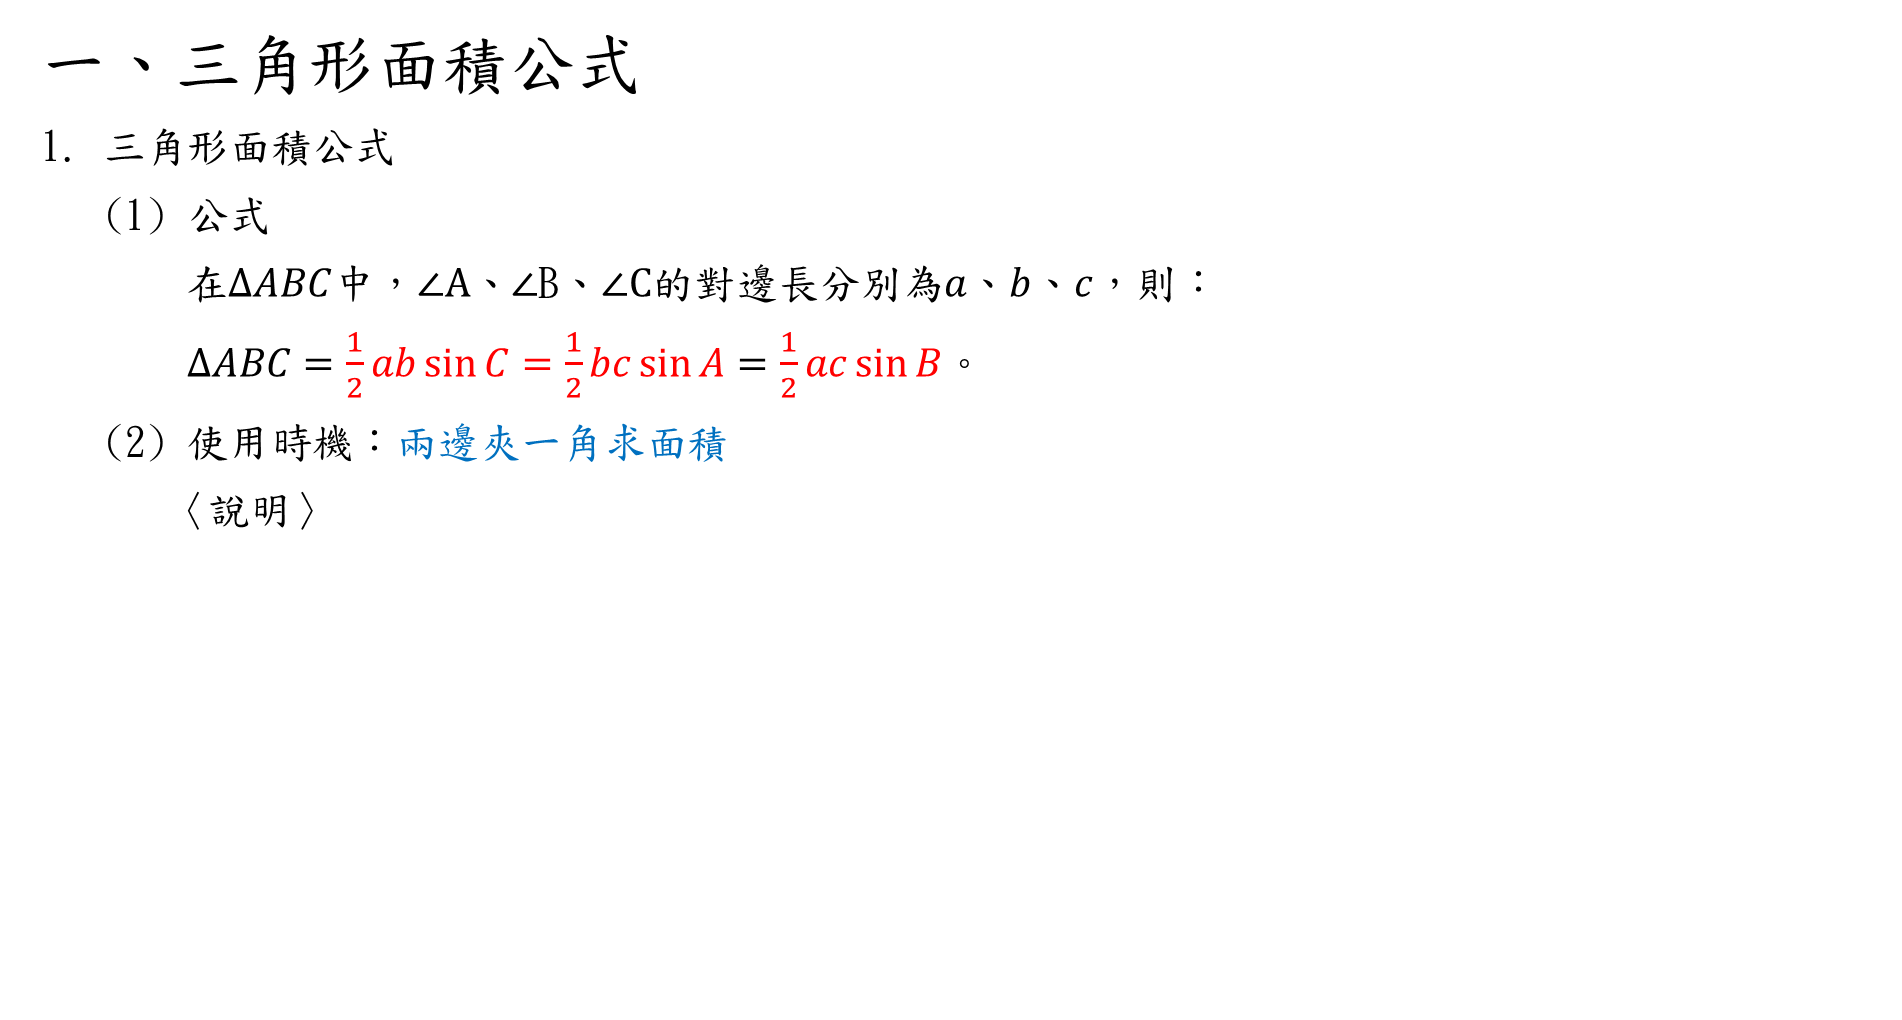 一、三角形面積公式
1. 三角形面積公式
(1) 公式
在ΔABC中，∠A、∠B、∠C的對邊長分別為a、b、c，則：
ΔABC = 1/2 ab sin C = 1/2 bc sin A = 1/2 ac sin B。
(2) 使用時機：兩邊夾一角求面積
〈說明〉